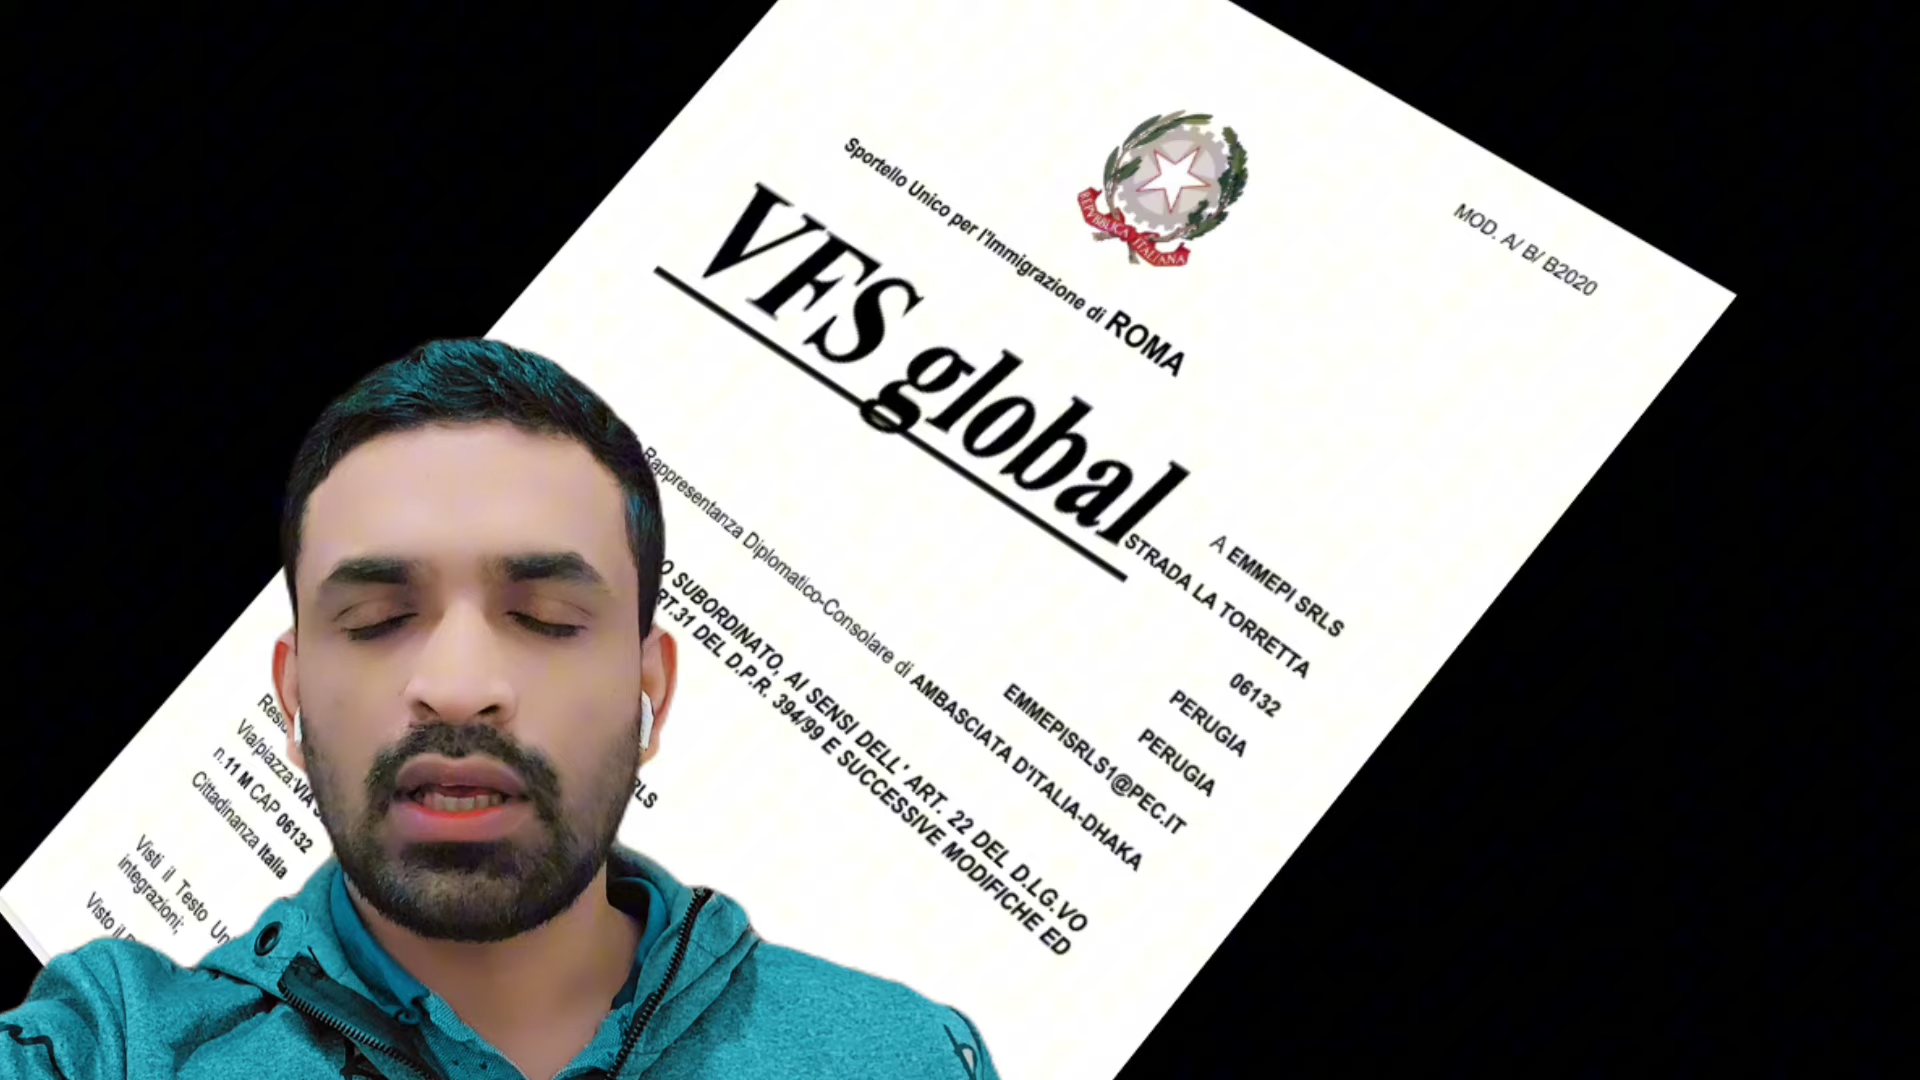 MOD. A/ B/ B2020
REPVBBLICA ITALIANA
Sportello Unico per l'Immigrazione di ROMA
VFS global
A EMMEPI SRLS
STRADA LA TORRETTA
06132
PERUGIA
PERUGIA
EMMEPISRLS1@PEC.IT
Rappresentanza Diplomatico-Consolare di AMBASCIATA D'ITALIA-DHAKA
SUBORDINATO, AI SENSI DELL' ART. 22 DEL D.LG.VO
ART.31 DEL D.P.R. 394/99 E SUCCESSIVE MODIFICHE ED
Via/piazza:VIA
n.11 M CAP 06132
Cittadinanza Italia
Visti il Testo
integrazioni;
Visto il